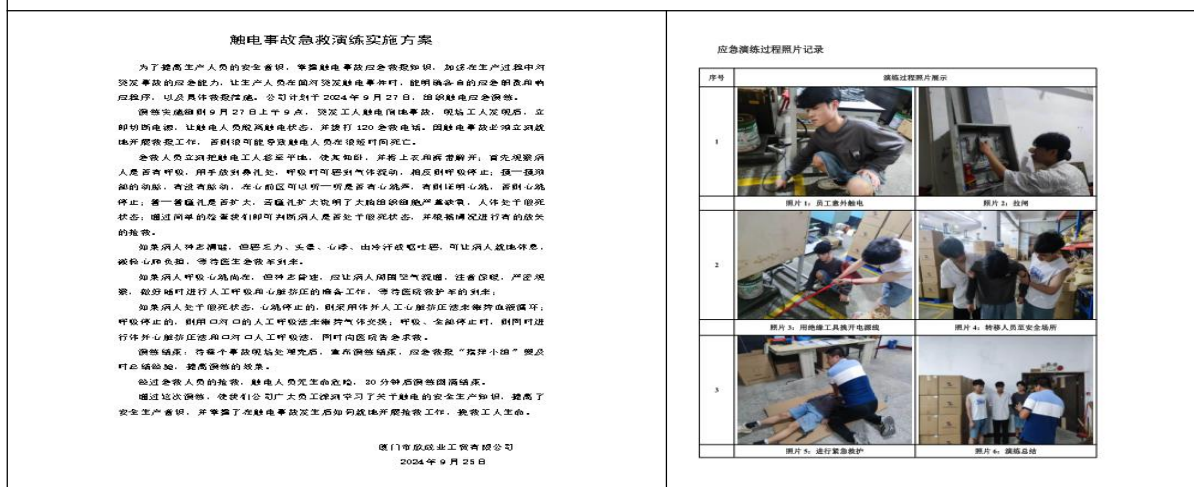 触电事故急救演练实施方案
为了提高生产人员的安全意识，掌握触电事故应急救援知识，加强在生产过程中对
突发事故的应急能力，让生产人员在面对突发触电事件时，能明确各自的应急职责和响
应程序，以及具体救援措施。公司计划于2024年9月27日，组织触电应急演练。
演练实施细则9月27日上午9点，突发工人触电倒地事故，现场工人发现后，立
即切断电源，让触电人员脱离触电状态，并拨打120急救电话。因触电事故必须立刻就
地开展救援工作，否则很可能导致触电人员在很短时间死亡。
急救人员立刻把触电工人移至平地，使其仰卧，并将上衣和裤带解开；首先观察病
人是否有呼吸，用手放到鼻孔处，呼吸时可感到气体流动，相反则呼吸停止；摸一摸颈
部的动脉，有没有脉动，在心前区可以听一听是否有心跳声，有则证明心跳，否则心跳
停止；看一看瞳孔是否扩大，若瞳孔扩大说明了大脑组织细胞严重缺氧，人体处于假死
状态；通过简单的检查我们即可判断病人是否处于假死状态，并根据情况进行有的放矢
的抢救。
如果病人神志清醒，但感乏力、头晕、心悸、出冷汗或呕吐感，可让病人就地休息，
减轻心肺负担，等待医生急救车到来。
如果病人呼吸心跳尚在，但神志昏迷，应让病人周围空气流通，注意保暖，严密观
察，做好随时进行人工呼吸和心脏挤压的准备工作，等待医院救护车的到来；
如果病人处于假死状态，心跳停止的，则采用体外人工心脏挤压法来维持血液循环；
呼吸停止的，则用口对口的人工呼吸法来维持气体交换；呼吸、全部停止时，则同时进
行体外心脏挤压法和口对口人工呼吸法，同时向医院告急求救。
演练结束：待整个事故现场处理完后，宣布演练结束，应急救援“指挥小组”要及
时总结经验，提高演练的效果。
经过急救人员的抢救，触电人员无生命危险，20分钟后演练圆满结束。
通过这次演练，使我们公司广大员工深刻学习了关于触电的安全生产知识，提高了
安全生产意识，并掌握了在触电事故发生后如何就地开展抢救工作，挽救工人生命。
厦门市欣成业工贸有限公司
2024年9月25日
应急演练过程照片记录
序号 演练过程照片展示
1
照片1：员工意外触电 照片2：拉闸
2
照片3：用绝缘工具挑开电源线 照片4：转移人员至安全场所
3
照片5：进行紧急救护 照片6：演练总结